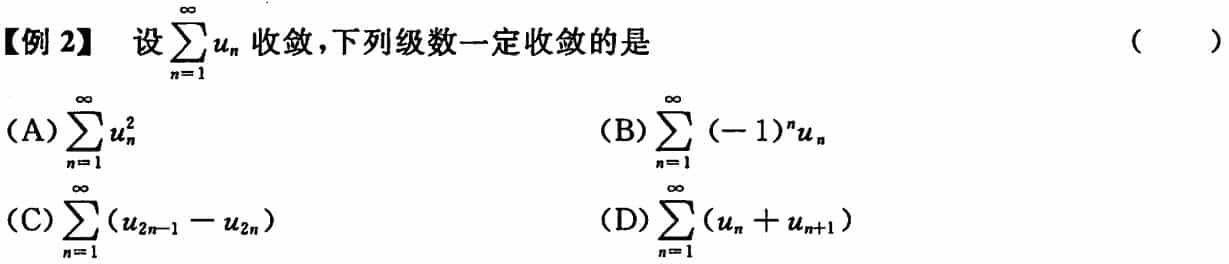 【例 2】 设 $\sum_{n=1}^{\infty} u_n$ 收敛,下列级数一定收敛的是 ( )
(A) $\sum_{n=1}^{\infty} u_n^2$ (B) $\sum_{n=1}^{\infty} (-1)^n u_n$
(C) $\sum_{n=1}^{\infty} (u_{2n-1} - u_{2n})$ (D) $\sum_{n=1}^{\infty} (u_n + u_{n+1})$